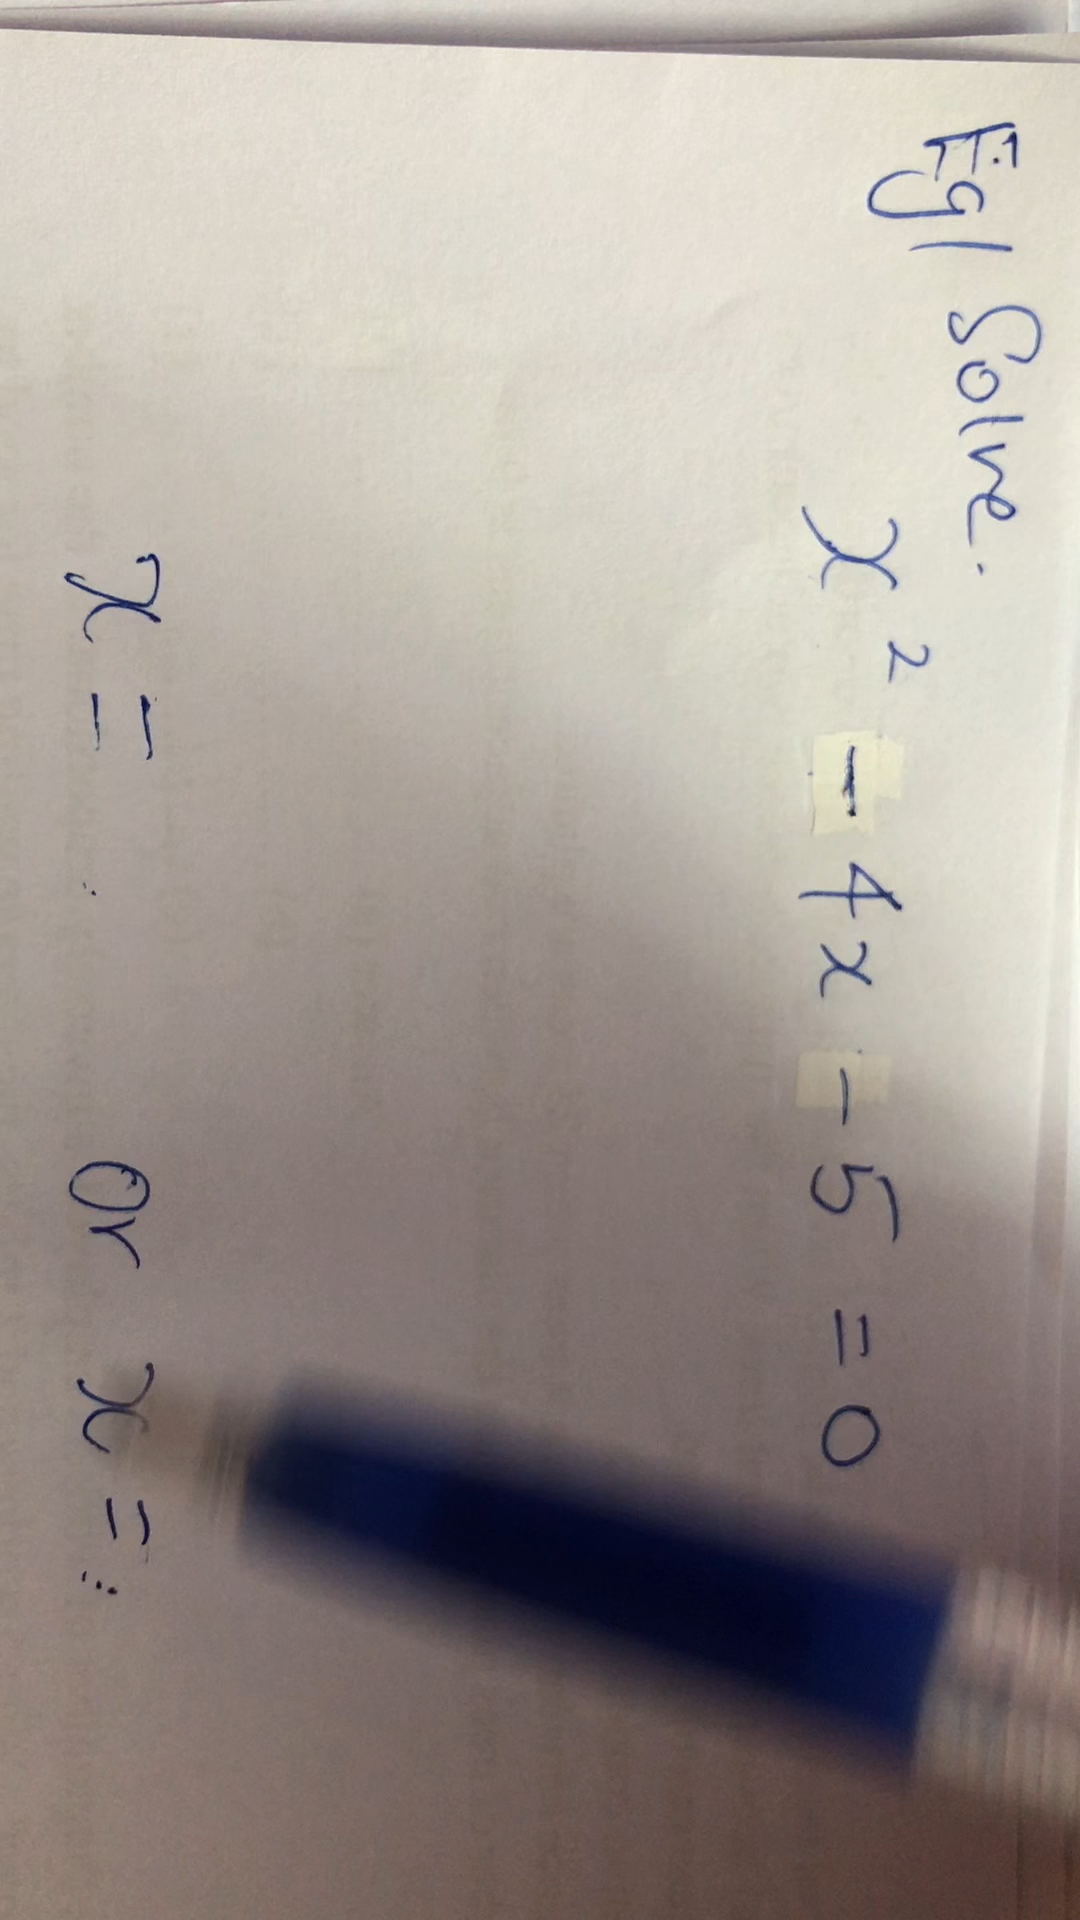 Eg1 Solve.
x² - 4x - 5 = 0
x = Or x =